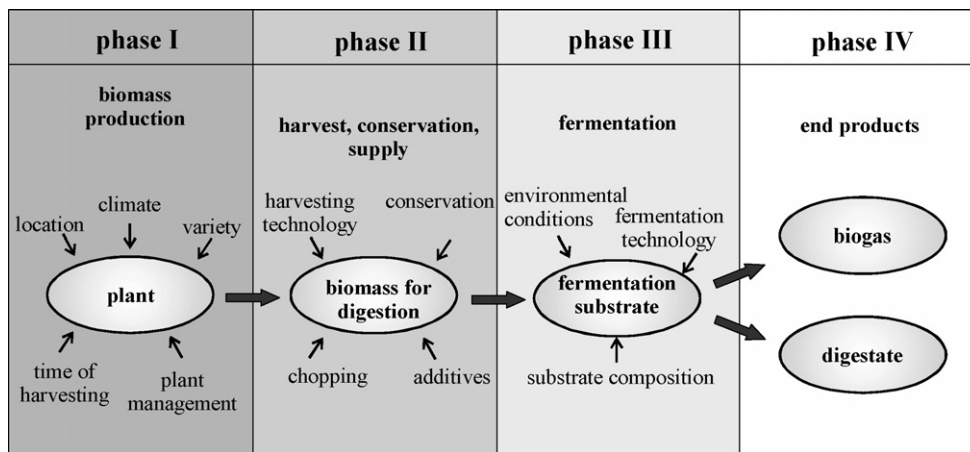 phase I
phase II
phase III
phase IV
biomass
production
harvest, conservation,
supply
fermentation
end products
location
climate
variety
plant
time of
harvesting
plant
management
harvesting
technology
conservation
biomass for
digestion
chopping
additives
environmental
conditions
fermentation
technology
fermentation
substrate
substrate composition
biogas
digestate